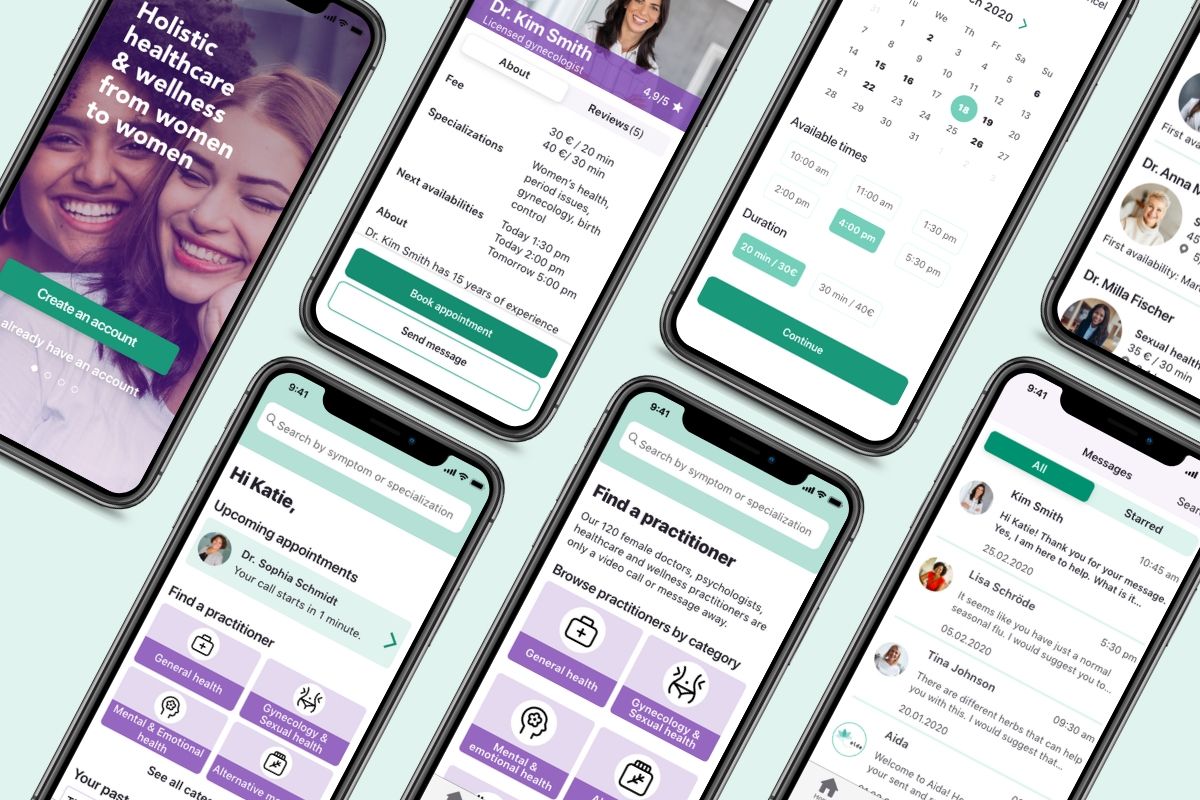 Holistic
healthcare
& wellness
from women
to women
Create an account
already have an account
Dr. Kim Smith
Licensed gynecologist
4,9/5
About
Reviews (5)
Fee
30 € / 20 min
40 €/ 30 min
Specializations
Women's health,
period issues,
gynecology, birth
control
Next availabilities
Today 1:30 pm
Today 2:00 pm
Tomorrow 5:00 pm
About
Dr. Kim Smith has 15 years of experience
Book appointment
Send message
2020
Tu We Th Fr Sa Su
31 1 2 3 4 5 6
7 8 9 10 11 12 13
14 15 16 17 18 19 20
21 22 23 24 25 26 27
28 29 30 31 1 2 3
Available times
10:00 am
11:00 am
1:30 pm
2:00 pm
4:00 pm
5:30 pm
Duration
20 min / 30€
30 min / 40€
Continue
First
Dr. Anna
First availability:
Dr. Milla Fischer
Sexual
35 € / 30 min
9:41
Search by symptom or specialization
Hi Katie,
Upcoming appointments
Dr. Sophia Schmidt
Your call starts in 1 minute.
Find a practitioner
General health
Gynecology &
Sexual health
Mental & Emotional
health
Alternative
See all
Your past
9:41
Search by symptom or specialization
Find a practitioner
Our 120 female doctors, psychologists,
healthcare and wellness practitioners are
only a video call or message away.
Browse practitioners by category
General health
Gynecology &
Sexual health
Mental &
emotional health
9:41
Messages
All
Starred
Kim Smith
10:45 am
Hi Katie! Thank you for your message.
Yes, I am here to help. What is it...
25.02.2020
Lisa Schröde
5:30 pm
It seems like you have just a normal
seasonal flu. I would suggest you to...
05.02.2020
Tina Johnson
09:30 am
There are different herbs that can help
you with this. I would suggest that...
20.01.2020
Aida
Welcome to Aida!
your sent and